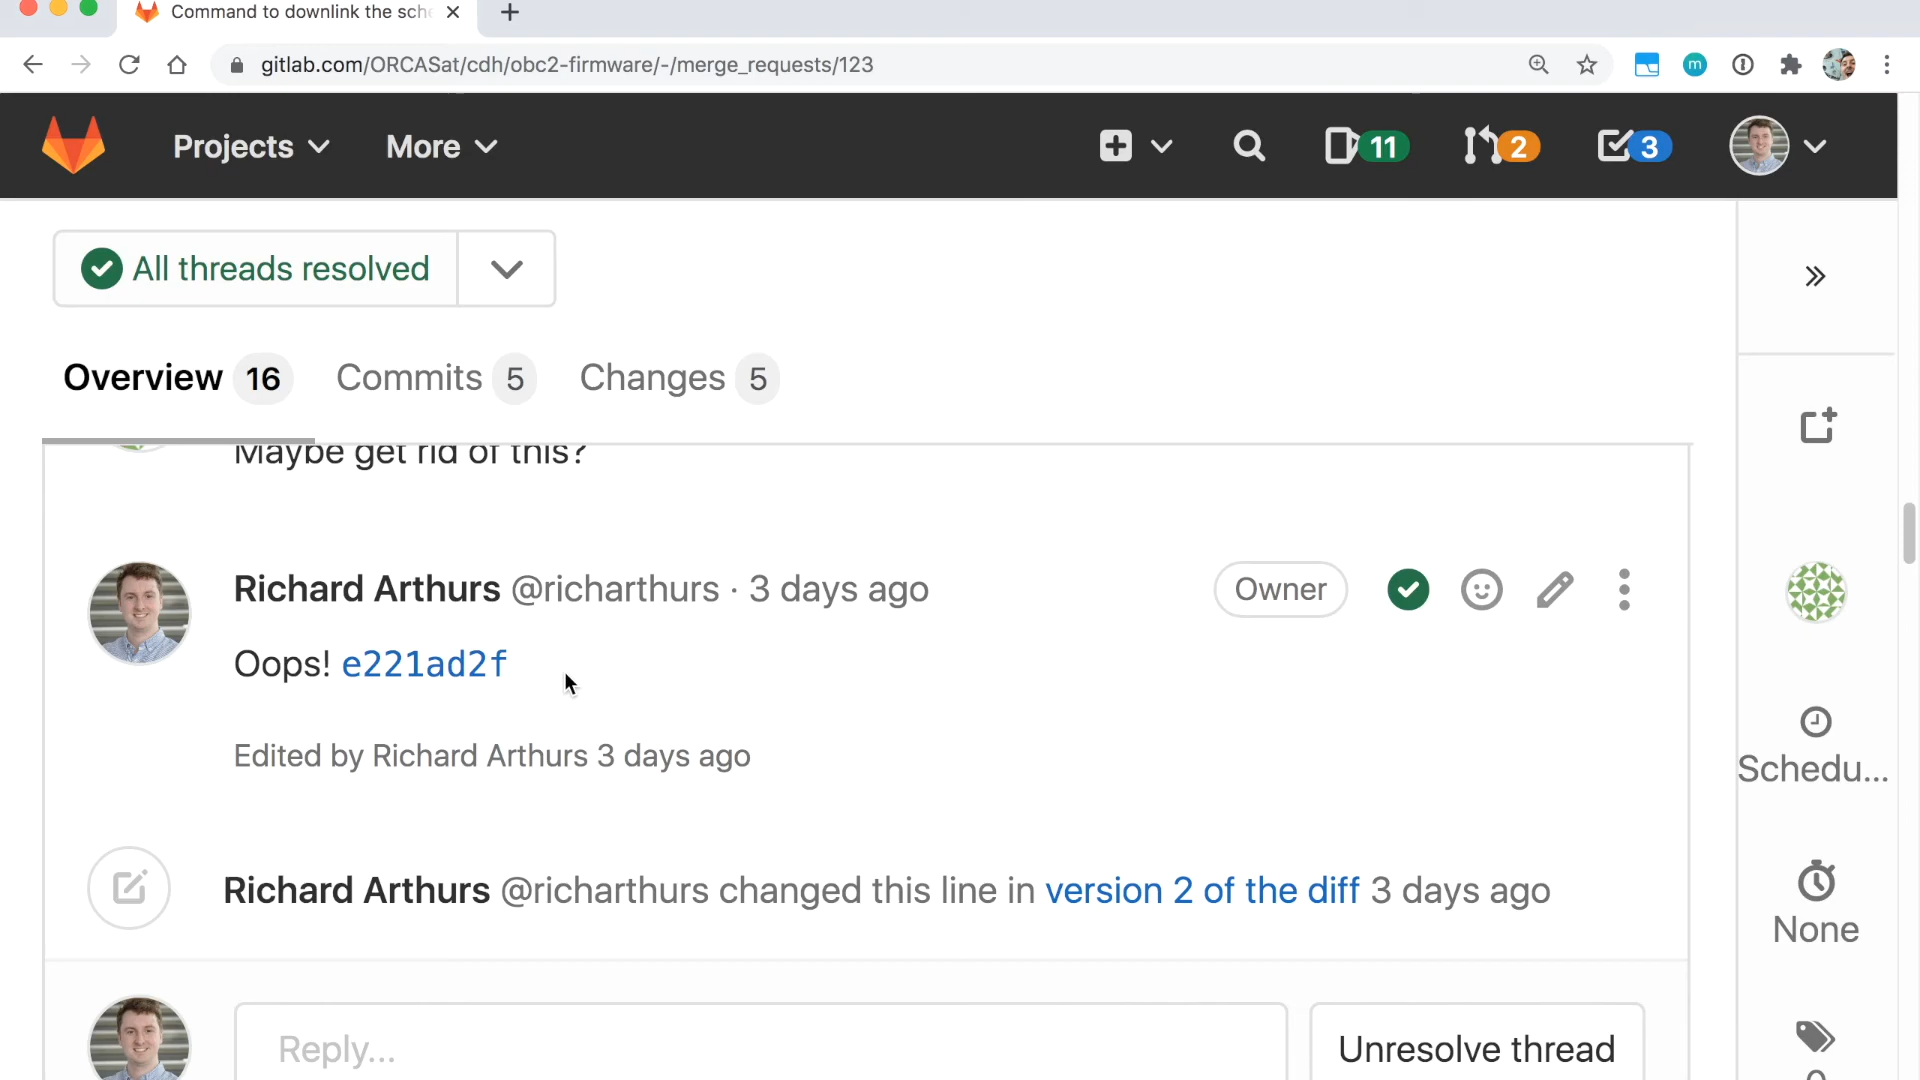 Command to downlink the sche
gitlab.com/ORCASat/cdh/obc2-firmware/-/merge_requests/123
m
Projects More 11 2 3
All threads resolved
Overview 16 Commits 5 Changes 5
Maybe get rid of this?
Richard Arthurs @richarthurs · 3 days ago Owner
Oops! e221ad2f
Edited by Richard Arthurs 3 days ago
Schedu...
Richard Arthurs @richarthurs changed this line in version 2 of the diff 3 days ago
None
Reply... Unresolve thread